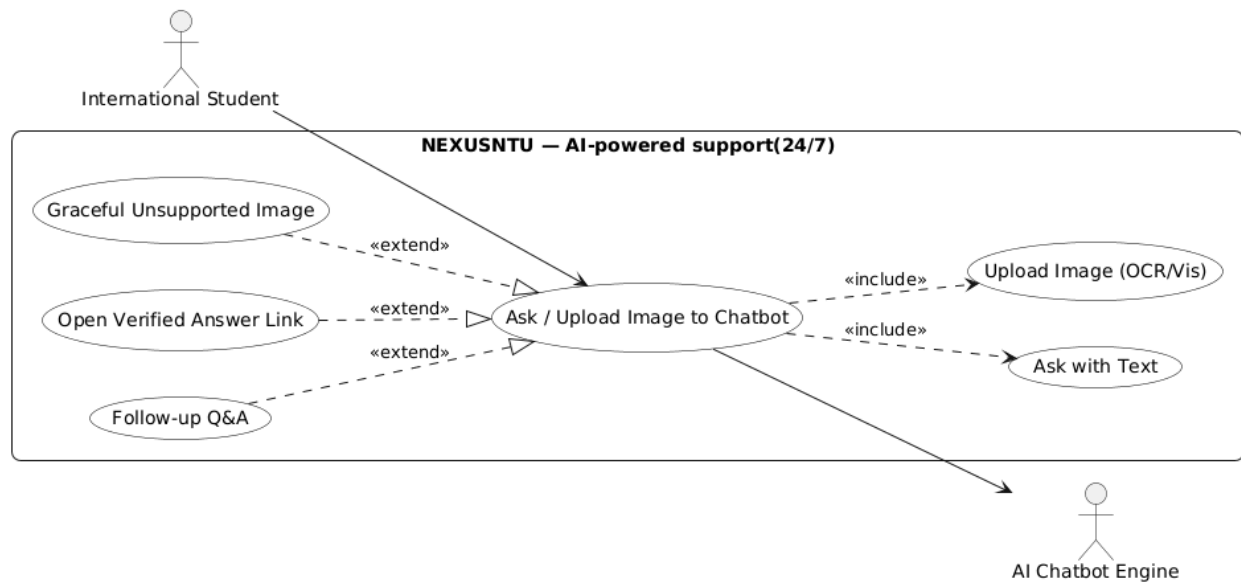 International Student
NEXUSNTU — AI-powered support(24/7)
Graceful Unsupported Image
«extend»
Upload Image (OCR/Vis)
«include»
Open Verified Answer Link
«extend»
Ask / Upload Image to Chatbot
«include»
«extend»
Ask with Text
Follow-up Q&A
AI Chatbot Engine